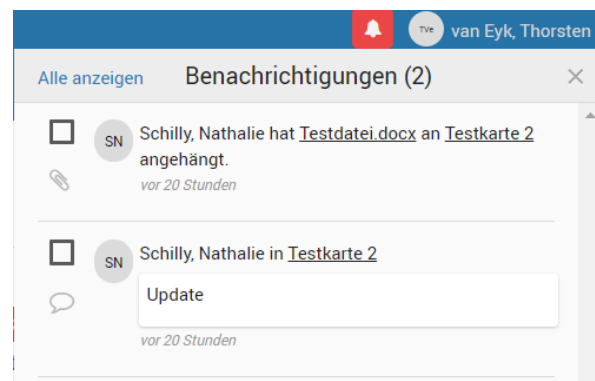 TVe van Eyk, Thorsten
Alle anzeigen Benachrichtigungen (2)
SN Schilly, Nathalie hat Testdatei.docx an Testkarte 2
angehängt.
vor 20 Stunden
SN Schilly, Nathalie in Testkarte 2
Update
vor 20 Stunden